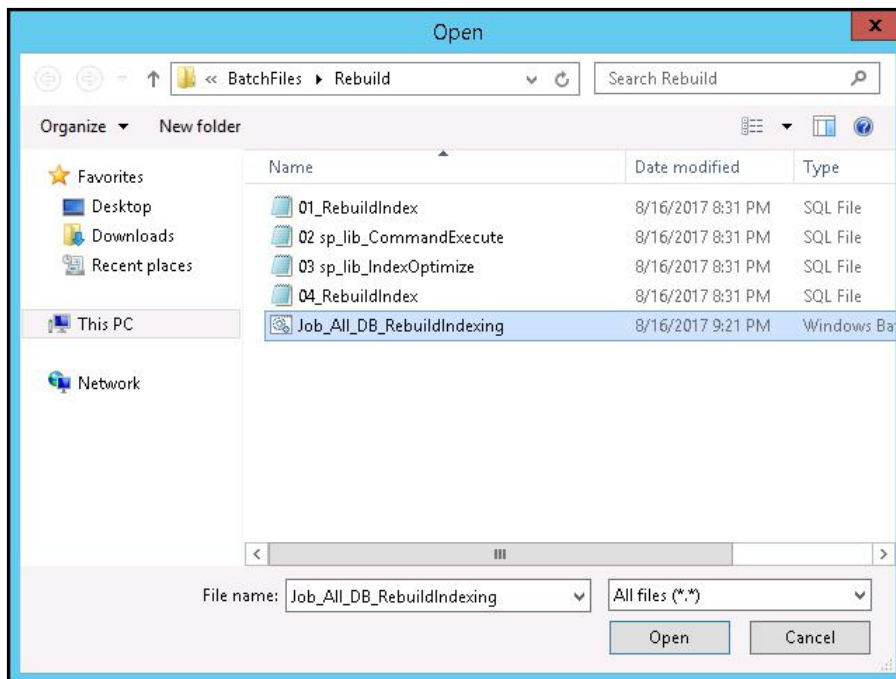 Open
x
« BatchFiles Rebuild
Search Rebuild
Organize New folder
Name Date modified Type
Favorites
Desktop
Downloads
Recent places
This PC
Network
01_RebuildIndex 8/16/2017 8:31 PM SQL File
02 sp_lib_CommandExecute 8/16/2017 8:31 PM SQL File
03 sp_lib_IndexOptimize 8/16/2017 8:31 PM SQL File
04_RebuildIndex 8/16/2017 8:31 PM SQL File
Job_All_DB_RebuildIndexing 8/16/2017 9:21 PM Windows Ba
File name: Job_All_DB_RebuildIndexing All files (*.*)
Open Cancel